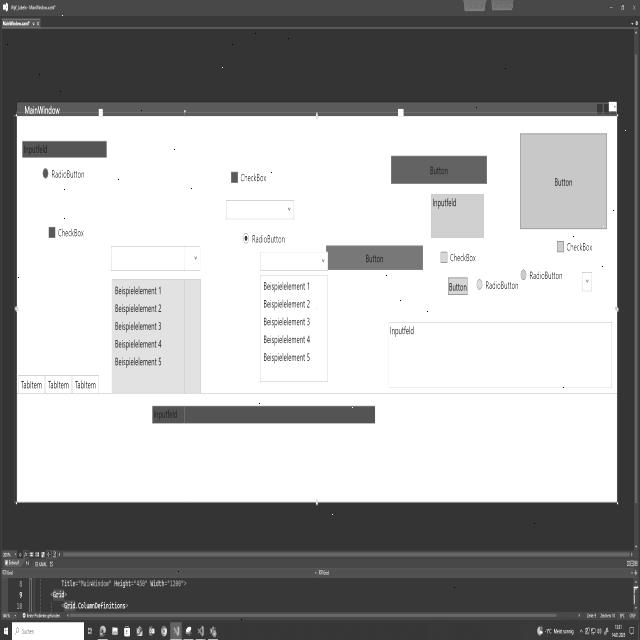 MainWindow.xaml*
MainWindow
Inputfeld
RadioButton
CheckBox
Button
Button
Inputfeld
CheckBox
RadioButton
CheckBox
Button
CheckBox
RadioButton
Button
RadioButton
Beispielelement 1
Beispielelement 2
Beispielelement 3
Beispielelement 4
Beispielelement 5
Beispielelement 1
Beispielelement 2
Beispielelement 3
Beispielelement 4
Beispielelement 5
Inputfeld
TabItem TabItem TabItem
Inputfeld
8 Title="MainWindow" Height="450" Width="1200">
9 <Grid>
10 <Grid.ColumnDefinitions>
Suchen